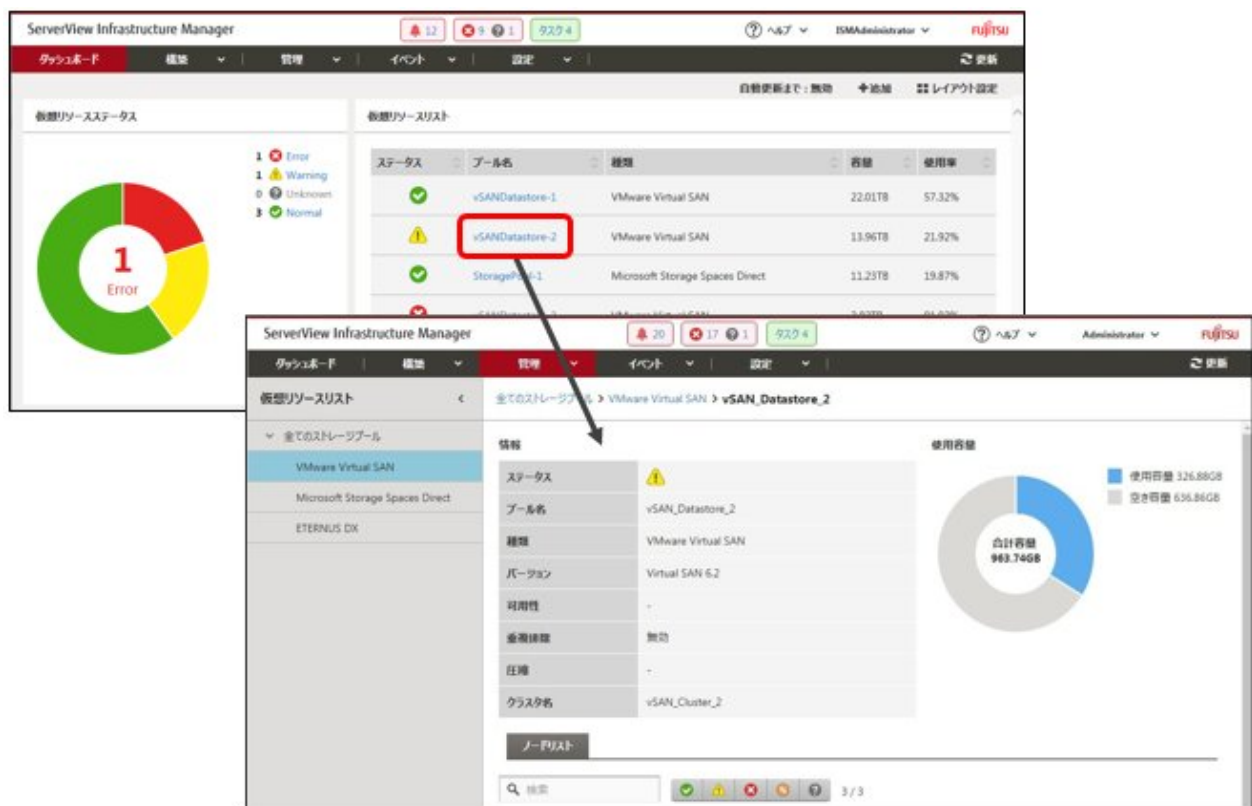 ServerView Infrastructure Manager 12 9 1 タスク 4 ヘルプ ISMAdministrator FUJITSU
ダッシュボード 構築 管理 イベント 設定 更新
自動更新まで : 無効 追加 レイアウト設定
仮想リソースステータス 仮想リソースリスト
1 Error
1 Warning
0 Unknown
3 Normal
1
Error
ステータス プール名 種類 容量 使用率
vSANDatastore-1 VMware Virtual SAN 22.01TB 57.32%
vSANDatastore-2 VMware Virtual SAN 13.96TB 21.92%
StoragePool-1 Microsoft Storage Spaces Direct 11.23TB 19.87%
ServerView Infrastructure Manager 20 17 1 タスク 4 ヘルプ Administrator FUJITSU
ダッシュボード 構築 管理 イベント 設定 更新
仮想リソースリスト
全てのストレージプール
VMware Virtual SAN
Microsoft Storage Spaces Direct
ETERNUS DX
全てのストレージプール > VMware Virtual SAN > vSAN_Datastore_2
情報
ステータス
プール名 vSAN_Datastore_2
種類 VMware Virtual SAN
バージョン Virtual SAN 6.2
可用性 -
重複排除 無効
圧縮 -
クラスタ名 vSAN_Cluster_2
使用容量
使用容量 326.88GB
空き容量 636.86GB
合計容量
963.74GB
ノードリスト
検索 3 / 3